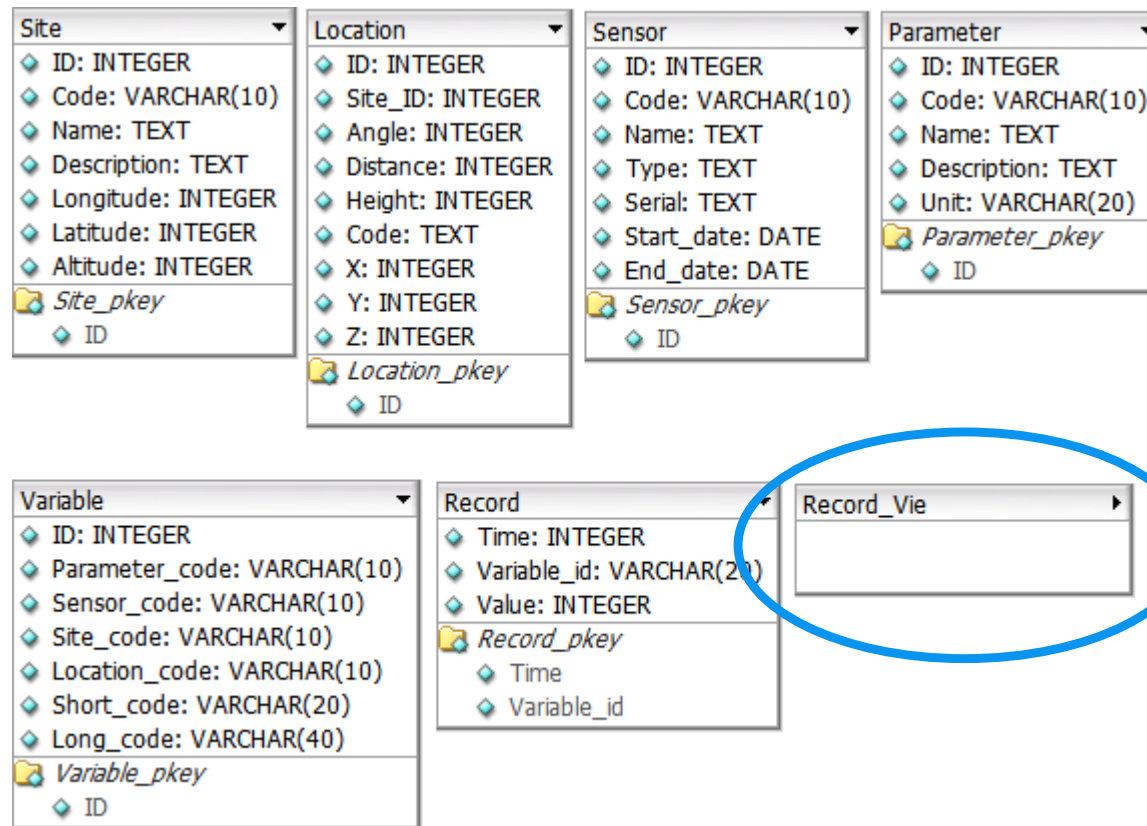 Site
ID: INTEGER
Code: VARCHAR(10)
Name: TEXT
Description: TEXT
Longitude: INTEGER
Latitude: INTEGER
Altitude: INTEGER
Site_pkey
ID
Location
ID: INTEGER
Site_ID: INTEGER
Angle: INTEGER
Distance: INTEGER
Height: INTEGER
Code: TEXT
X: INTEGER
Y: INTEGER
Z: INTEGER
Location_pkey
ID
Sensor
ID: INTEGER
Code: VARCHAR(10)
Name: TEXT
Type: TEXT
Serial: TEXT
Start_date: DATE
End_date: DATE
Sensor_pkey
ID
Parameter
ID: INTEGER
Code: VARCHAR(10)
Name: TEXT
Description: TEXT
Unit: VARCHAR(20)
Parameter_pkey
ID
Variable
ID: INTEGER
Parameter_code: VARCHAR(10)
Sensor_code: VARCHAR(10)
Site_code: VARCHAR(10)
Location_code: VARCHAR(10)
Short_code: VARCHAR(20)
Long_code: VARCHAR(40)
Variable_pkey
ID
Record
Time: INTEGER
Variable_id: VARCHAR(20)
Value: INTEGER
Record_pkey
Time
Variable_id
Record_Vie